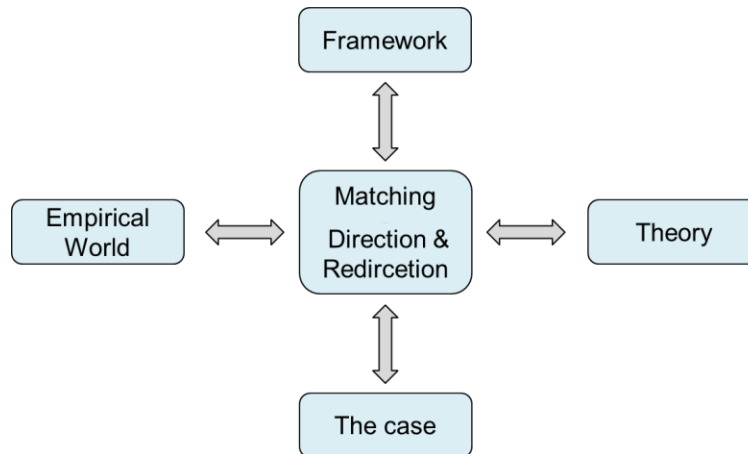 Framework
Matching
Empirical
World
Direction &
Redircetion
Theory
The case